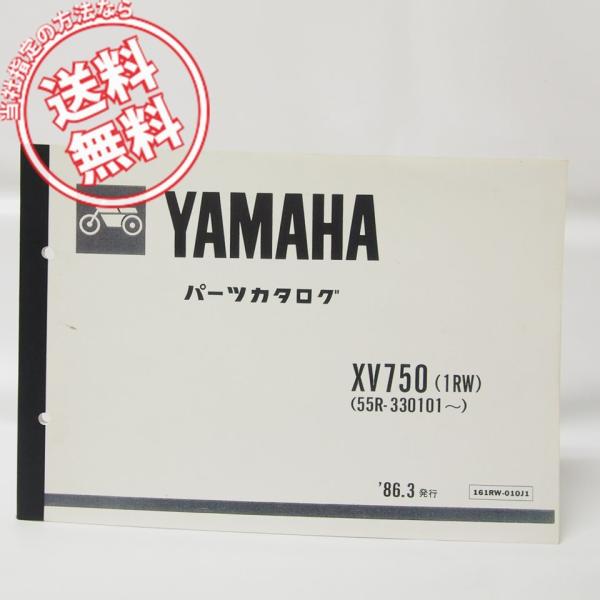 当社指定の方法なら
送料
無料
YAMAHA
パーツカタログ
XV750 (1RW)
(55R-330101～)
'86.3 発行
161RW-010J1